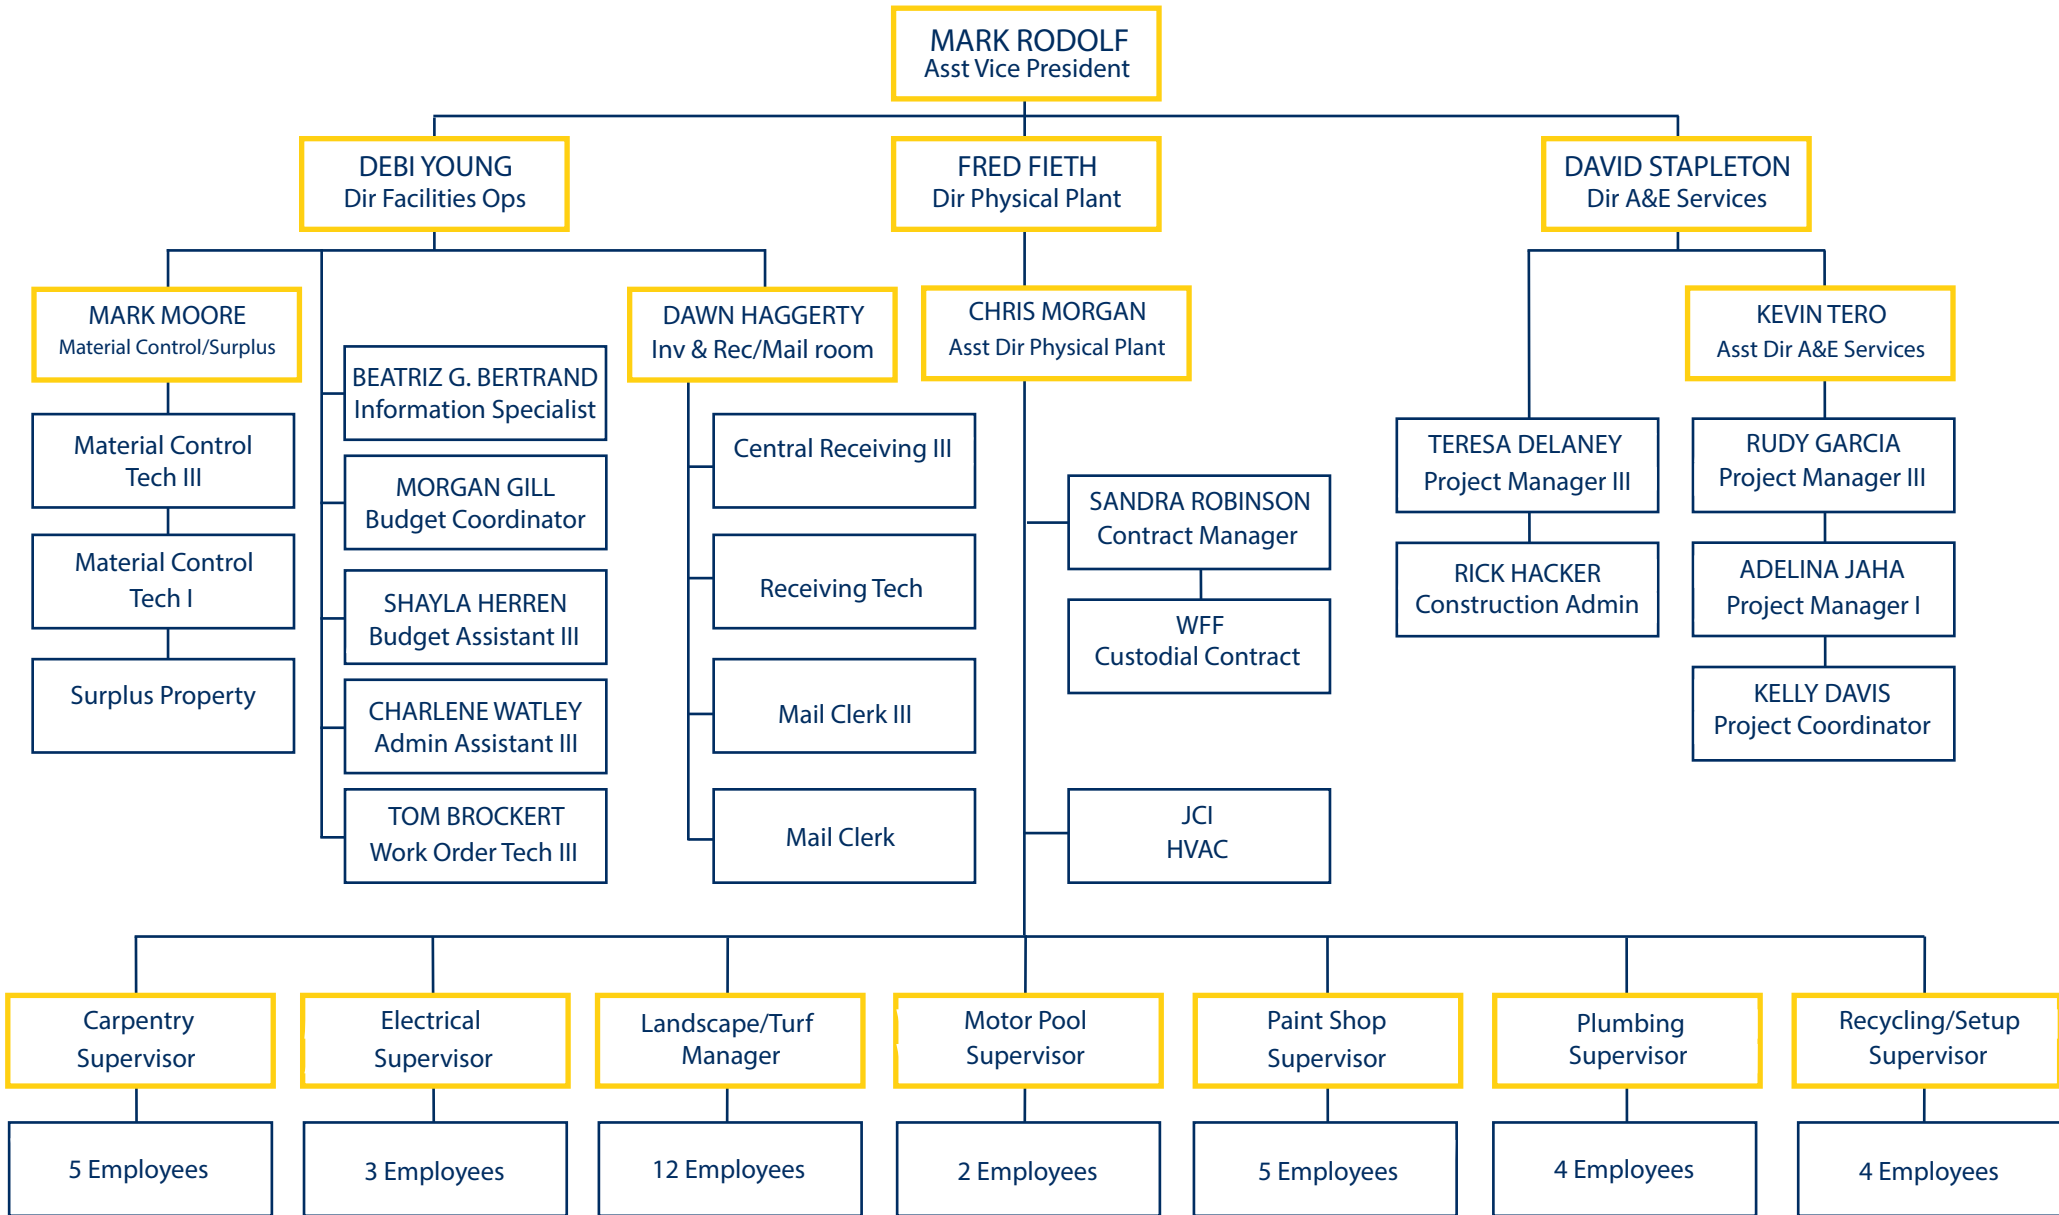 MARK RODOLF
Asst Vice President
DEBI YOUNG
Dir Facilities Ops
FRED FIETH
Dir Physical Plant
DAVID STAPLETON
Dir A&E Services
MARK MOORE
Material Control/Surplus
DAWN HAGGERTY
Inv & Rec/Mail room
CHRIS MORGAN
Asst Dir Physical Plant
KEVIN TERO
Asst Dir A&E Services
Material Control
Tech III
Material Control
Tech I
Surplus Property
BEATRIZ G. BERTRAND
Information Specialist
MORGAN GILL
Budget Coordinator
SHAYLA HERREN
Budget Assistant III
CHARLENE WATLEY
Admin Assistant III
TOM BROCKERT
Work Order Tech III
Central Receiving III
Receiving Tech
Mail Clerk III
Mail Clerk
SANDRA ROBINSON
Contract Manager
WFF
Custodial Contract
JCI
HVAC
TERESA DELANEY
Project Manager III
RICK HACKER
Construction Admin
RUDY GARCIA
Project Manager III
ADELINA JAHA
Project Manager I
KELLY DAVIS
Project Coordinator
Carpentry
Supervisor
Electrical
Supervisor
Landscape/Turf
Manager
Motor Pool
Supervisor
Paint Shop
Supervisor
Plumbing
Supervisor
Recycling/Setup
Supervisor
5 Employees
3 Employees
12 Employees
2 Employees
5 Employees
4 Employees
4 Employees